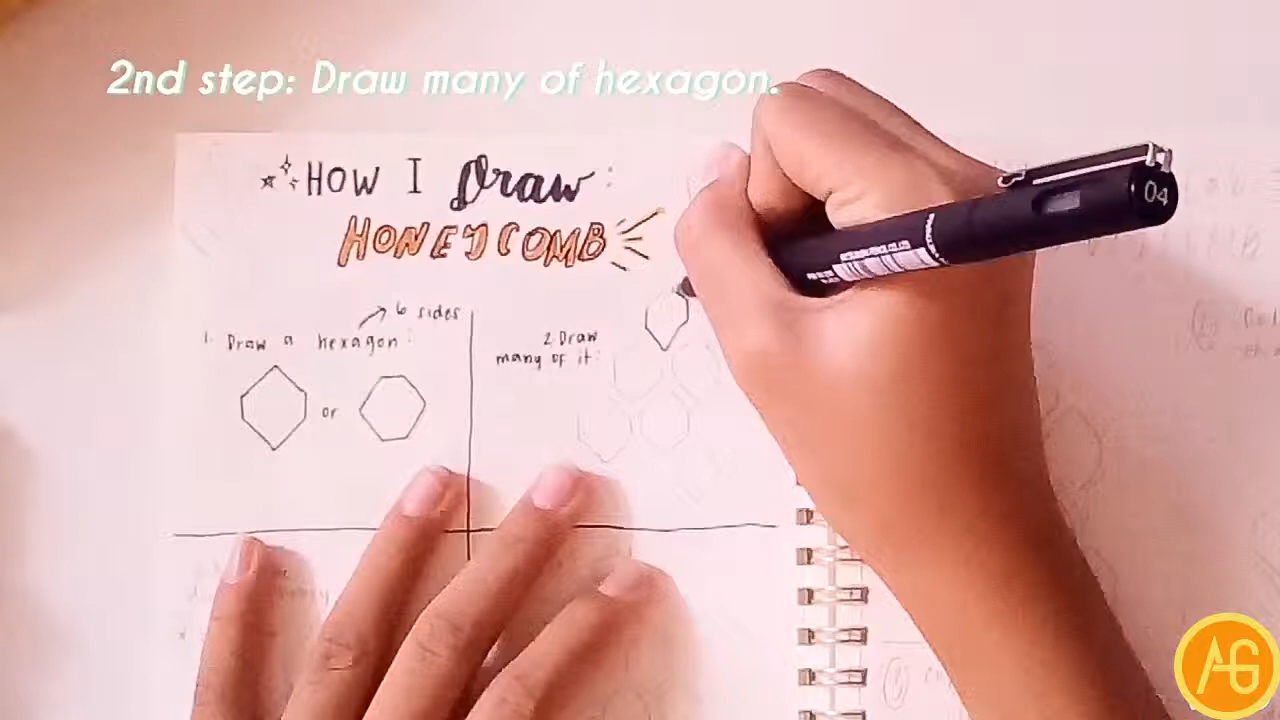 2nd step: Draw many of hexagon.
HOW I Draw:
HONEYCOMB
6 sides
1. Draw a hexagon:
or
2. Draw
many of it:
04
AG